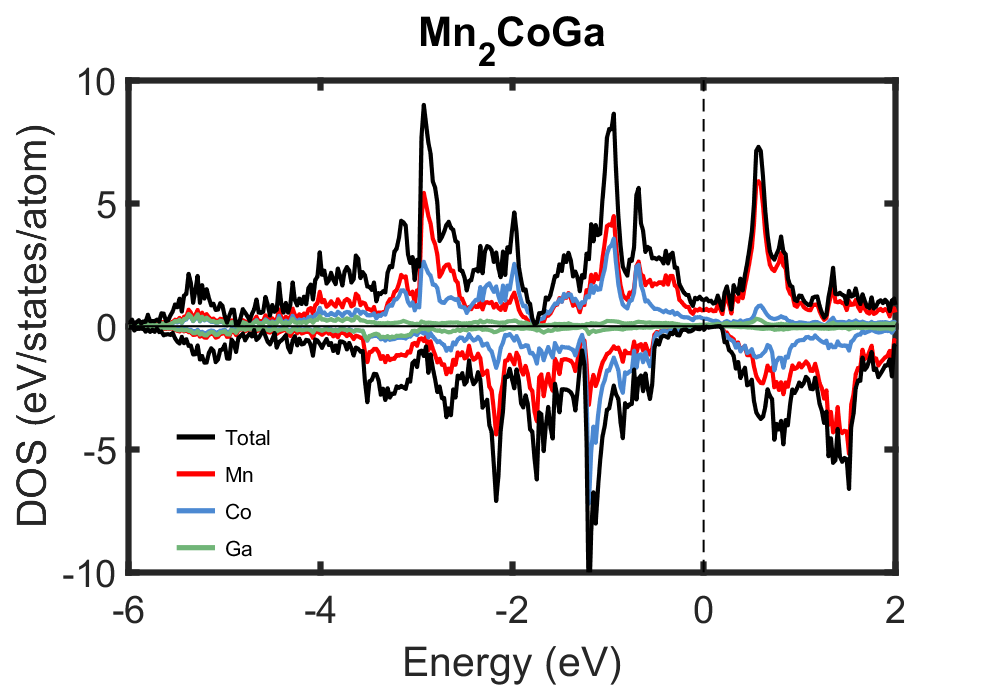 Mn2CoGa
DOS (eV/states/atom)
10
5
0
0
-5
-10
Total
Mn
Co
Ga
-6 -4 -2 0 2
Energy (eV)